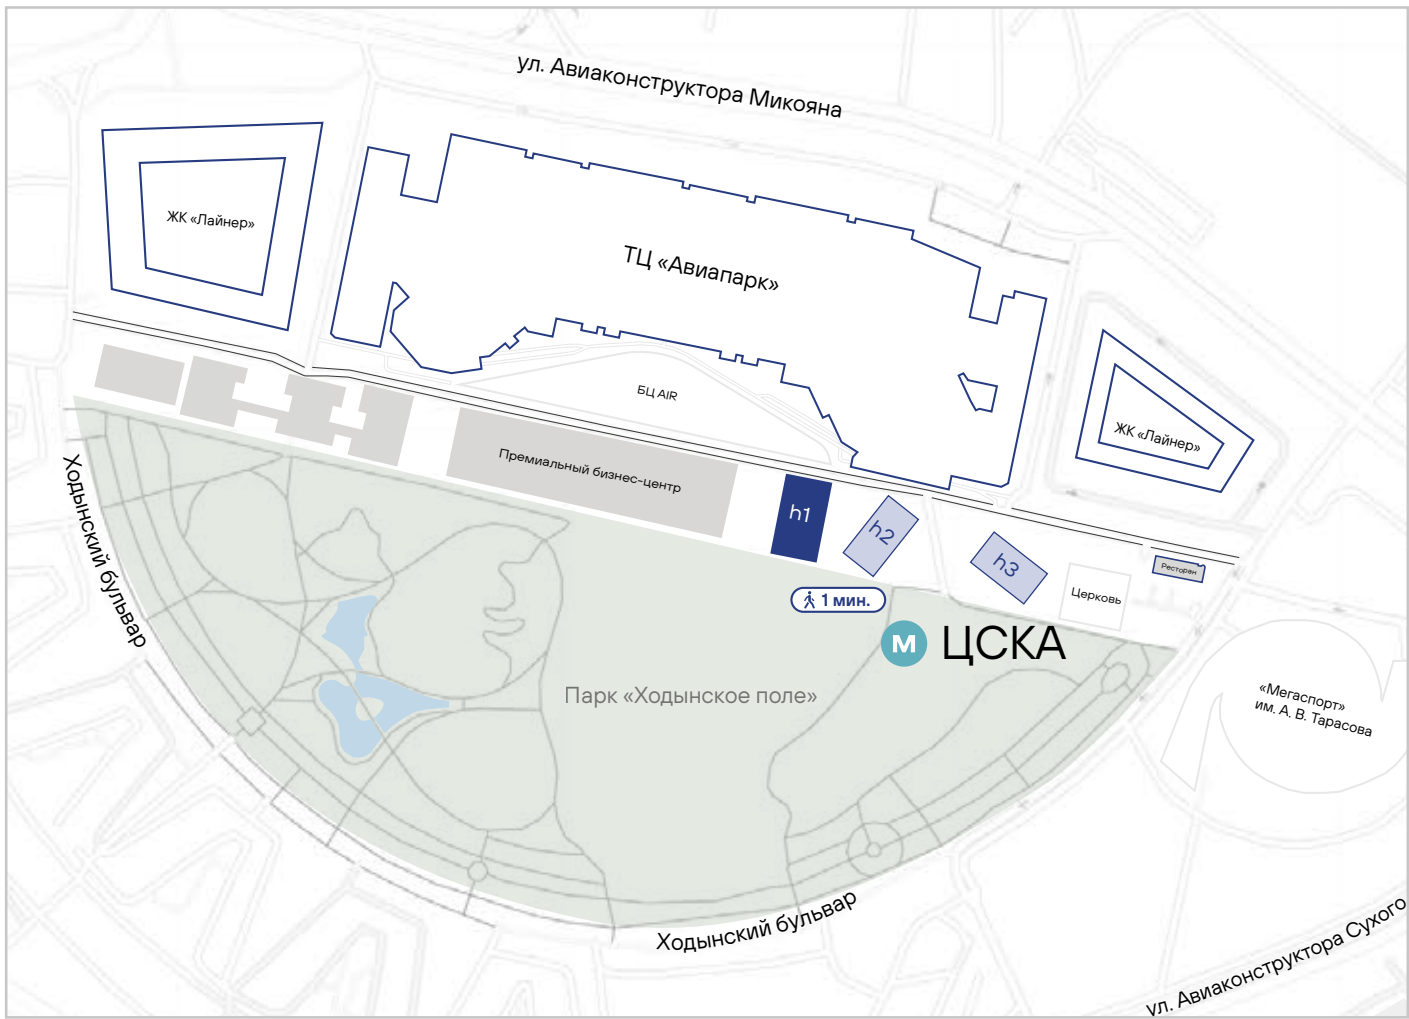 ул. Авиаконструктора Микояна
ЖК «Лайнер»
ТЦ «Авиапарк»
БЦ AIR
ЖК «Лайнер»
Премиальный бизнес-центр
h1
h2
h3
Ресторан
Церковь
1 мин.
М ЦСКА
Ходынский бульвар
Парк «Ходынское поле»
«Мегаспорт»
им. А. В. Тарасова
Ходынский бульвар
ул. Авиаконструктора Сухого